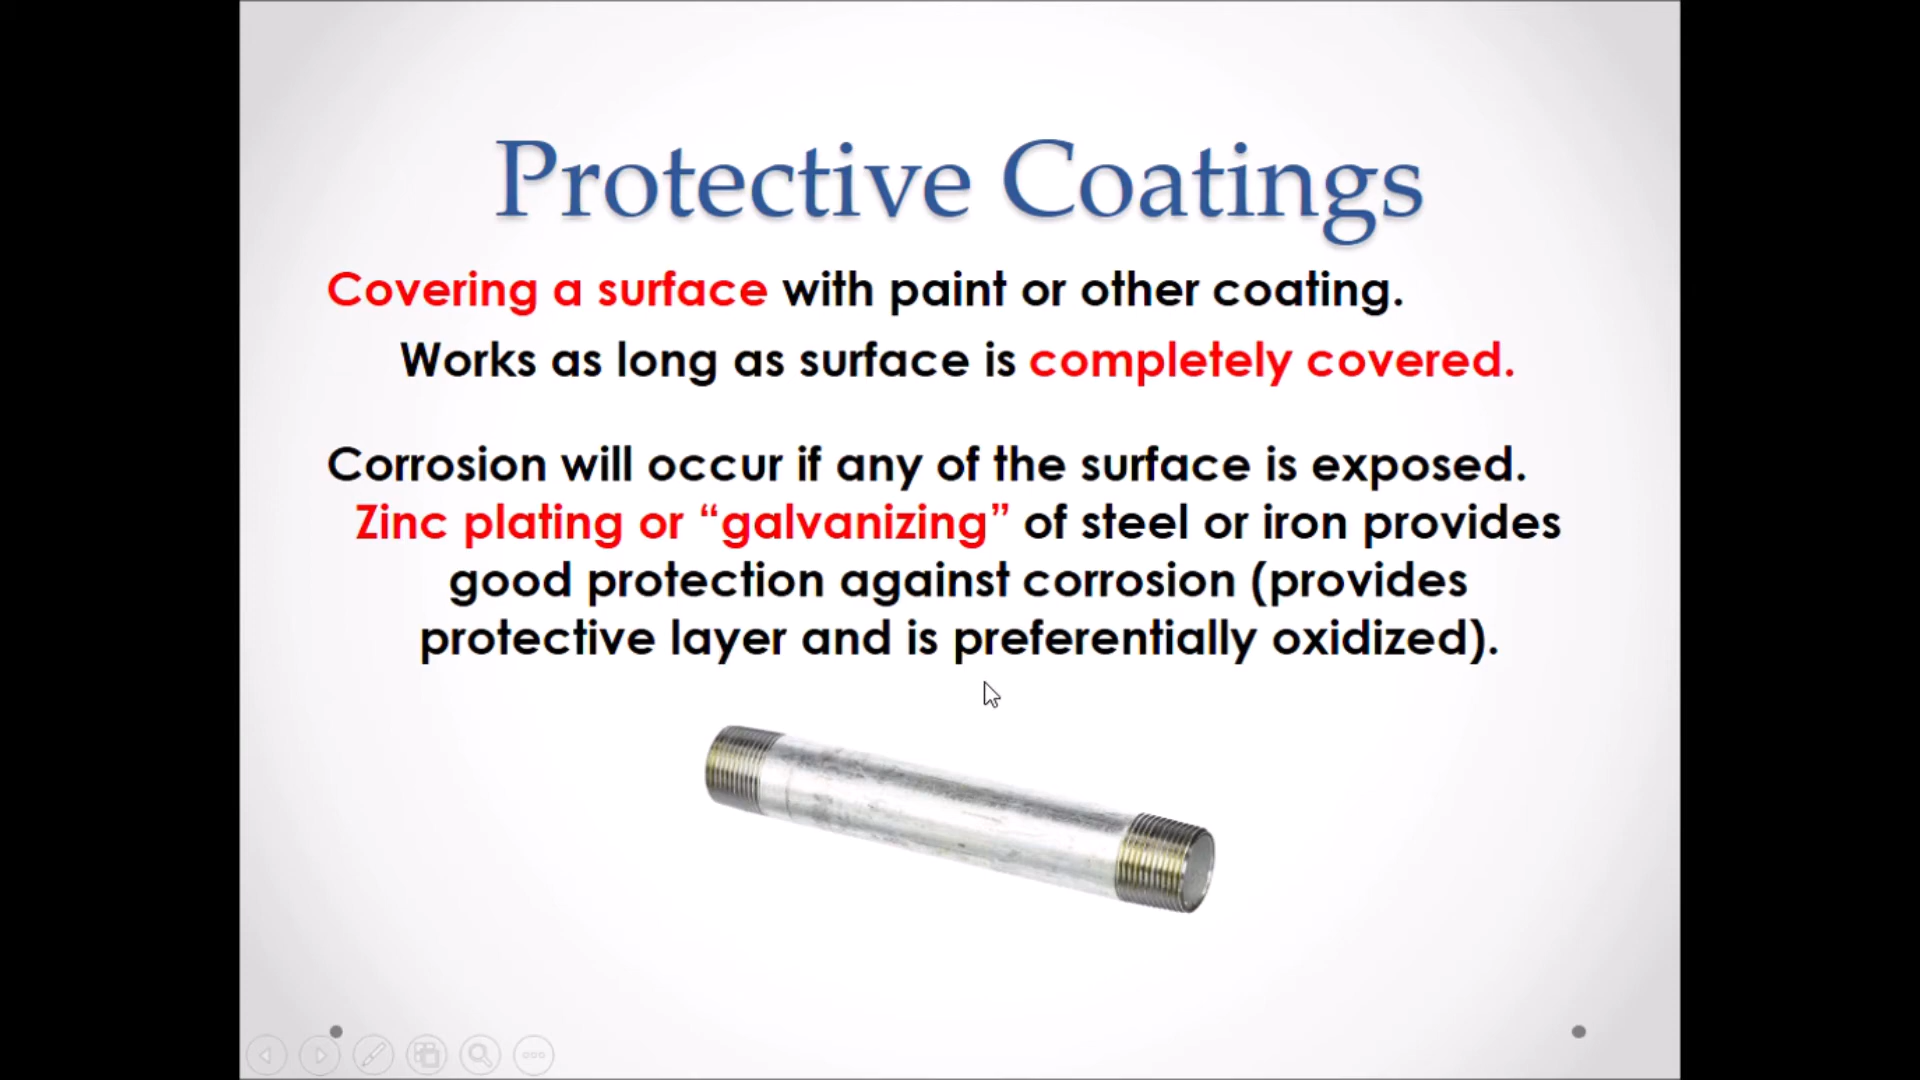 Protective Coatings
Covering a surface with paint or other coating.
Works as long as surface is completely covered.
Corrosion will occur if any of the surface is exposed.
Zinc plating or “galvanizing” of steel or iron provides
good protection against corrosion (provides
protective layer and is preferentially oxidized).